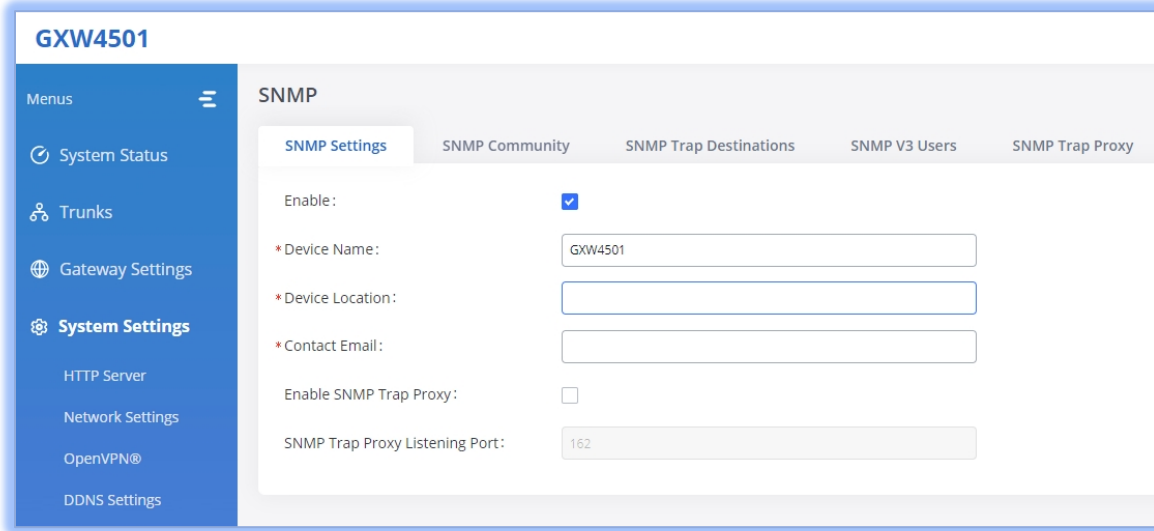 GXW4501
Menus
System Status
Trunks
Gateway Settings
System Settings
HTTP Server
Network Settings
OpenVPN®
DDNS Settings
SNMP
SNMP Settings SNMP Community SNMP Trap Destinations SNMP V3 Users SNMP Trap Proxy
Enable:
*Device Name: GXW4501
*Device Location:
*Contact Email:
Enable SNMP Trap Proxy:
SNMP Trap Proxy Listening Port: 162